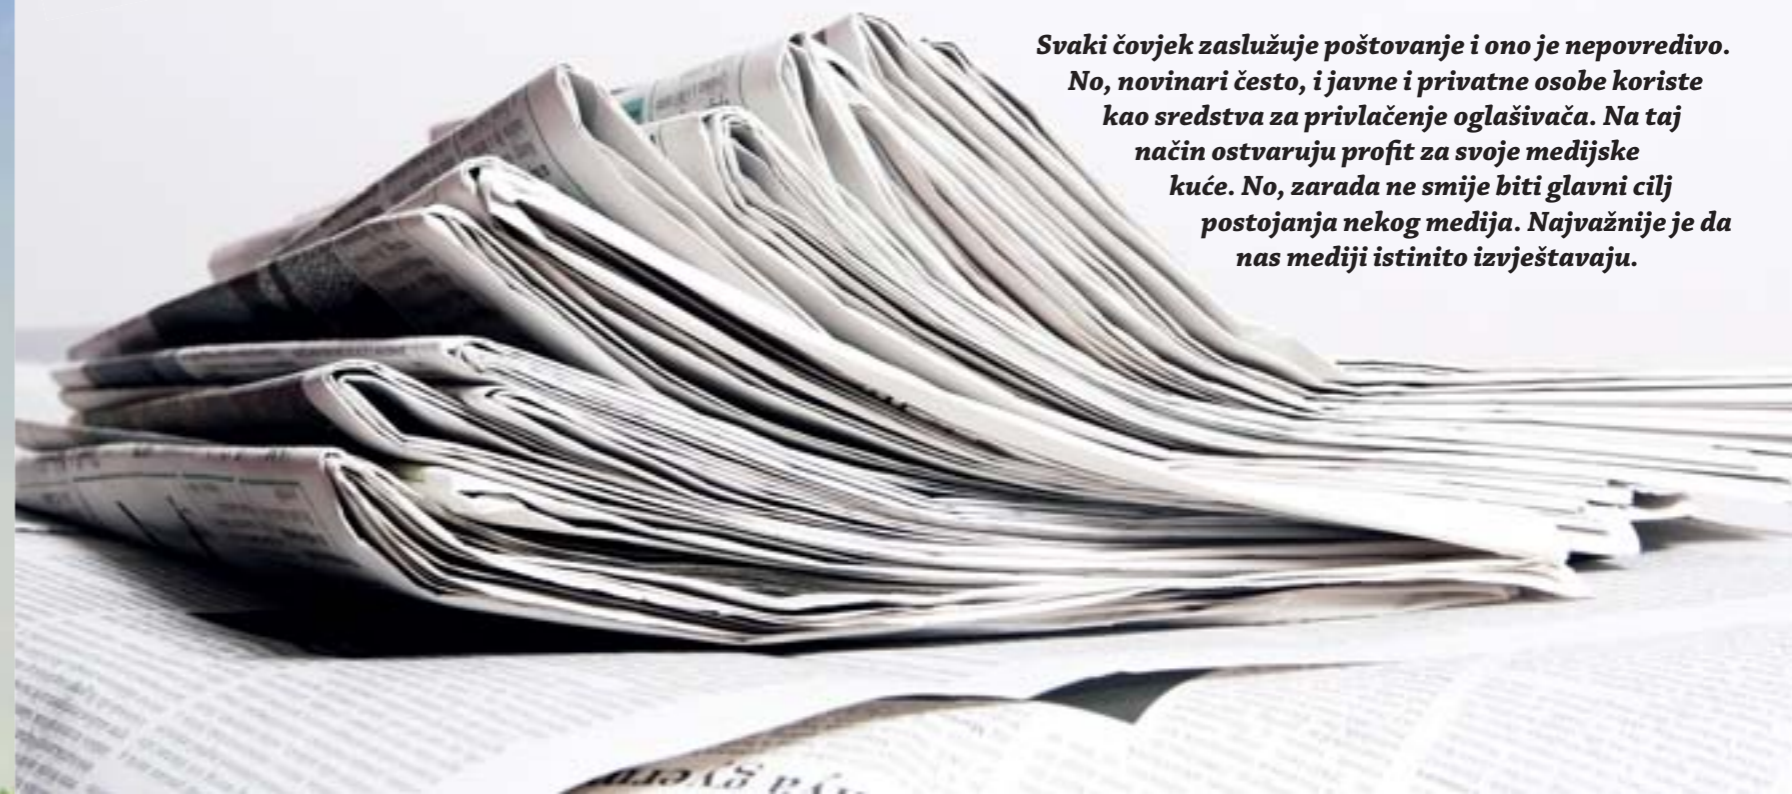 Svaki čovjek zaslužuje poštovanje i ono je nepovredivo.
No, novinari često, i javne i privatne osobe koriste
kao sredstva za privlačenje oglašivača. Na taj
način ostvaruju profit za svoje medijske
kuće. No, zarada ne smije biti glavni cilj
postojanja nekog medija. Najvažnije je da
nas mediji istinito izvještavaju.